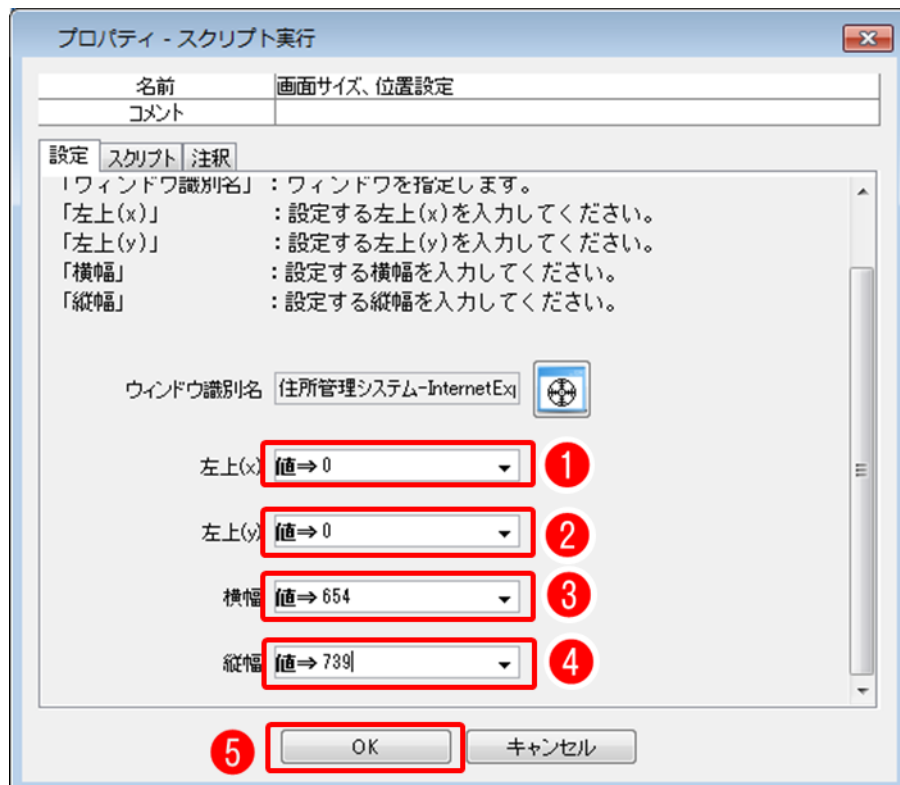 プロパティ - スクリプト実行
名前 画面サイズ、位置設定
コメント
設定 スクリプト 注釈
「ウィンドウ識別名」：ウィンドウを指定します。
「左上(x)」：設定する左上(x)を入力してください。
「左上(y)」：設定する左上(y)を入力してください。
「横幅」：設定する横幅を入力してください。
「縦幅」：設定する縦幅を入力してください。
ウィンドウ識別名 住所管理システム-InternetExp
左上(x) 値⇒ 0 1
左上(y) 値⇒ 0 2
横幅 値⇒ 654 3
縦幅 値⇒ 739 4
5 OK キャンセル